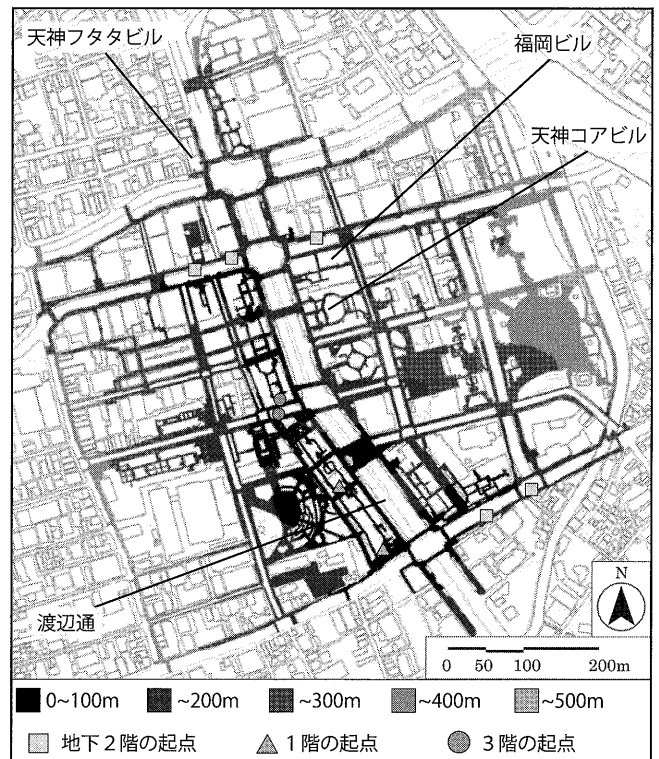 天神フタタビル
福岡ビル
天神コアビル
渡辺通
N
0 50 100 200m
0~100m ~200m ~300m ~400m ~500m
地下2階の起点 1階の起点 3階の起点